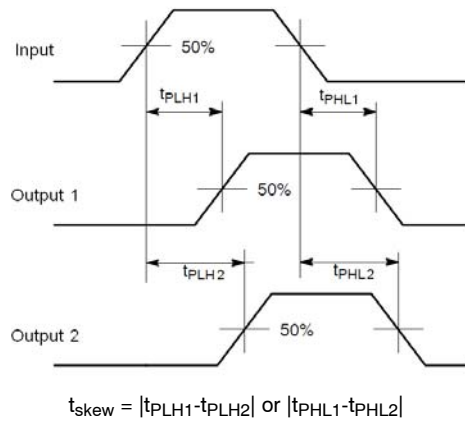 Input
50%
tPLH1
tPHL1
Output 1
50%
tPLH2
tPHL2
Output 2
50%
tskew = |tPLH1-tPLH2| or |tPHL1-tPHL2|